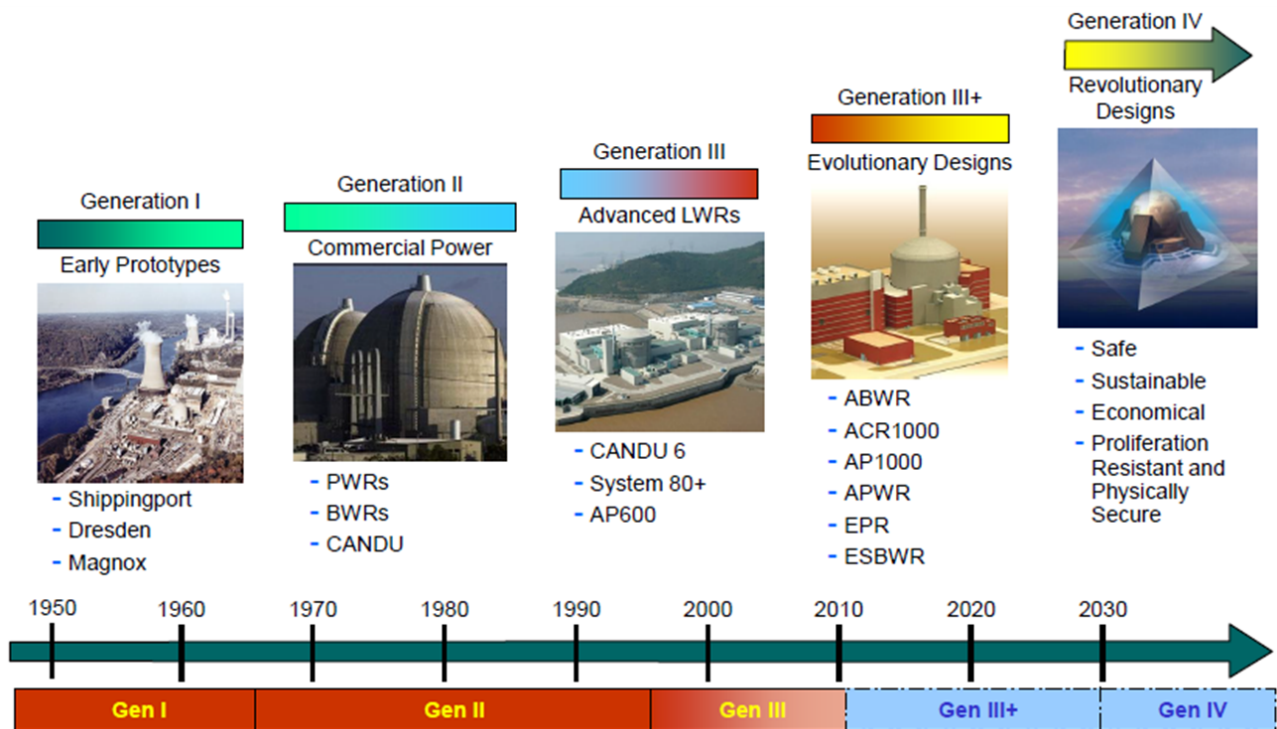 Generation I
Early Prototypes
- Shippingport
- Dresden
- Magnox
Generation II
Commercial Power
- PWRs
- BWRs
- CANDU
Generation III
Advanced LWRs
- CANDU 6
- System 80+
- AP600
Generation III+
Evolutionary Designs
- ABWR
- ACR1000
- AP1000
- APWR
- EPR
- ESBWR
Generation IV
Revolutionary
Designs
- Safe
- Sustainable
- Economical
- Proliferation
Resistant and
Physically
Secure
1950 1960 1970 1980 1990 2000 2010 2020 2030
Gen I Gen II Gen III Gen III+ Gen IV